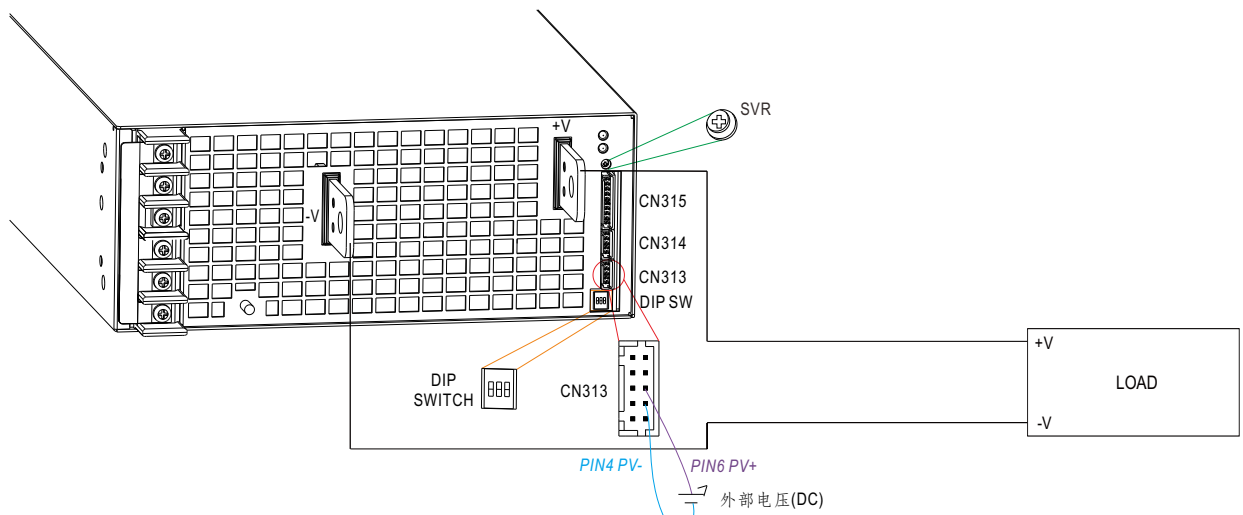 SVR
+V
-V
CN315
CN314
CN313
DIP SW
DIP
SWITCH
CN313
+V
LOAD
-V
PIN4 PV-
PIN6 PV+
外部电压(DC)